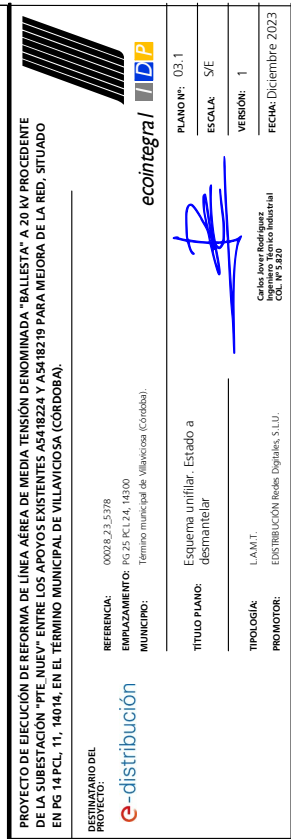 PROYECTO DE EJECUCIÓN DE REFORMA DE LÍNEA AÉREA DE MEDIA TENSIÓN DENOMINADA "BALLESTA" A 20 kV PROCEDENTE
DE LA SUBESTACIÓN "PTE_NUEV" ENTRE LOS APOYOS EXISTENTES A5418224 Y A5418219 PARA MEJORA DE LA RED, SITUADO
EN PG 14 PCL, 11, 14014, EN EL TÉRMINO MUNICIPAL DE VILLAVICIOSA (CÓRDOBA).
DESTINATARIO DEL
PROYECTO:
e-distribución
REFERENCIA: 00028_23_5378
EMPLAZAMIENTO: PG 25 PCL 24, 14300
MUNICIPIO: Término municipal de Villaviciosa (Córdoba).
ecointegral IDP
TÍTULO PLANO: Esquema unifilar. Estado a
desmantelar
TIPOLOGÍA: L.A.M.T.
PROMOTOR: EDISTRIBUCIÓN Redes Digitales, S.L.U.
Carlos Jover Rodríguez
Ingeniero Técnico Industrial
COL. Nº 5.820
PLANO Nº: 03.1
ESCALA: S/E
VERSIÓN: 1
FECHA: Diciembre 2023